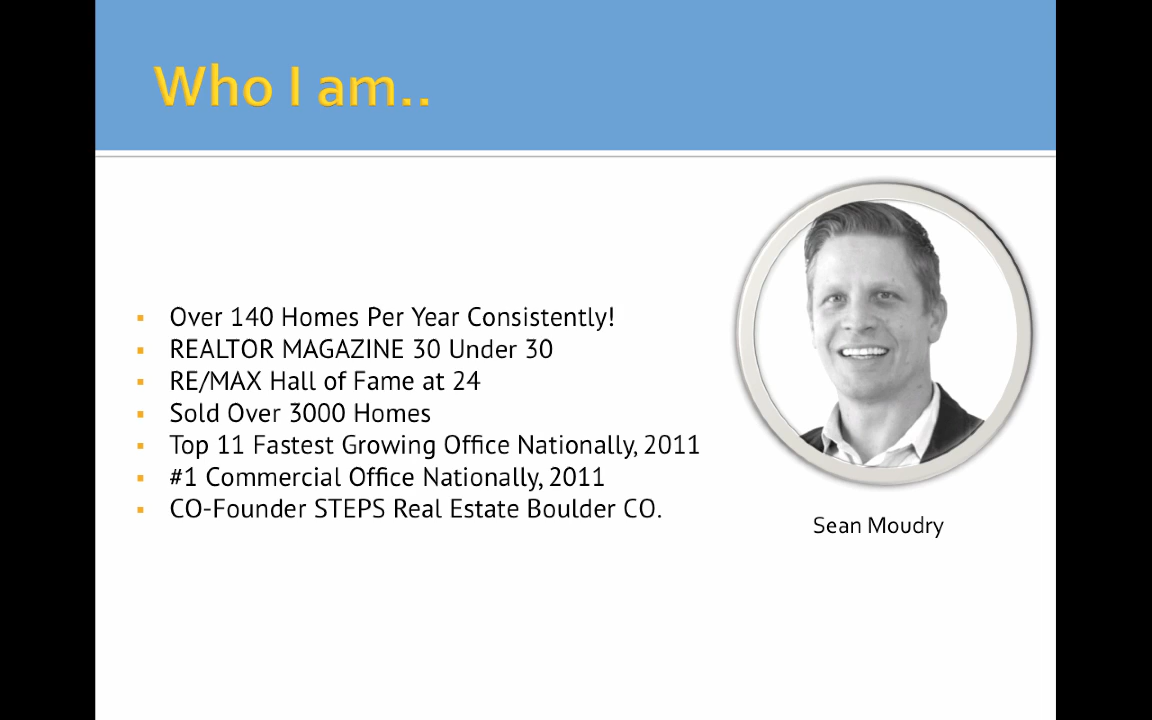 Who I am..
Over 140 Homes Per Year Consistently!
REALTOR MAGAZINE 30 Under 30
RE/MAX Hall of Fame at 24
Sold Over 3000 Homes
Top 11 Fastest Growing Office Nationally, 2011
#1 Commercial Office Nationally, 2011
CO-Founder STEPS Real Estate Boulder CO.
Sean Moudry